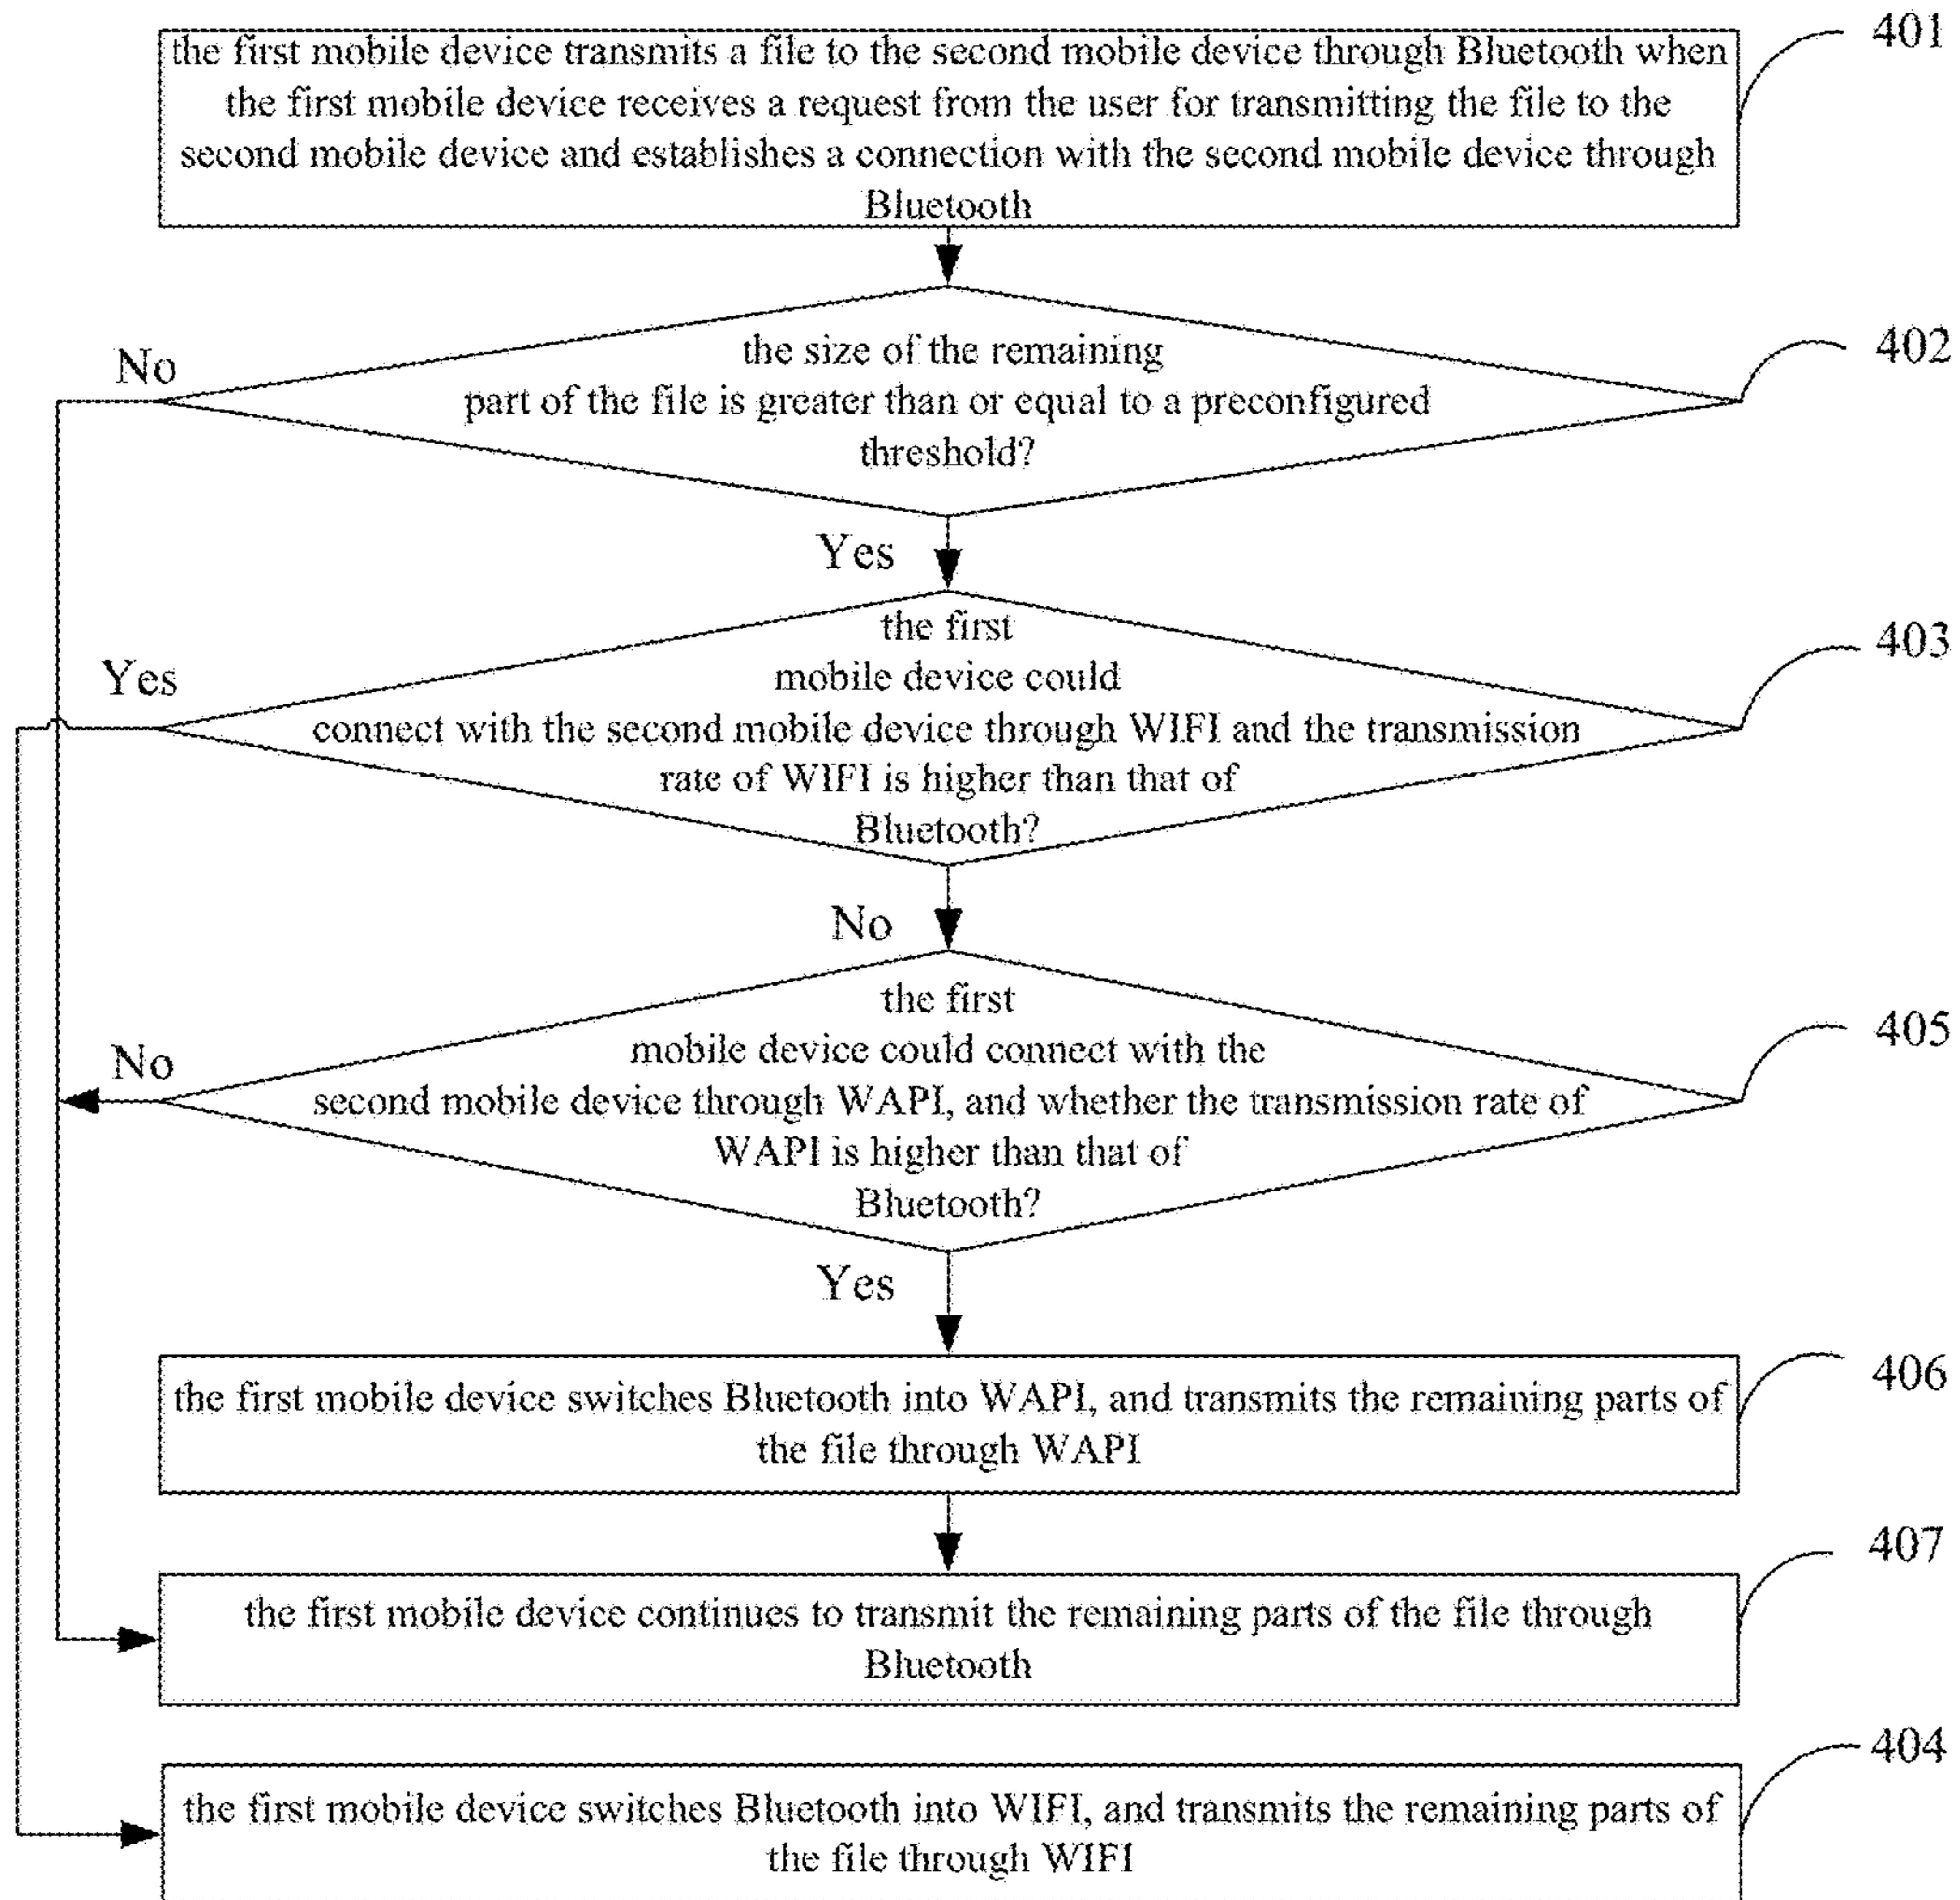 401
the first mobile device transmits a file to the second mobile device through Bluetooth when
the first mobile device receives a request from the user for transmitting the file to the
second mobile device and establishes a connection with the second mobile device through
Bluetooth
402
No
the size of the remaining
part of the file is greater than or equal to a preconfigured
threshold?
Yes
403
the first
Yes
mobile device could
connect with the second mobile device through WIFI and the transmission
rate of WIFI is higher than that of
Bluetooth?
No
405
the first
mobile device could connect with the
No
second mobile device through WAPI, and whether the transmission rate of
WAPI is higher than that of
Bluetooth?
Yes
406
the first mobile device switches Bluetooth into WAPI, and transmits the remaining parts of
the file through WAPI
407
the first mobile device continues to transmit the remaining parts of the file through
Bluetooth
404
the first mobile device switches Bluetooth into WIFI, and transmits the remaining parts of
the file through WIFI